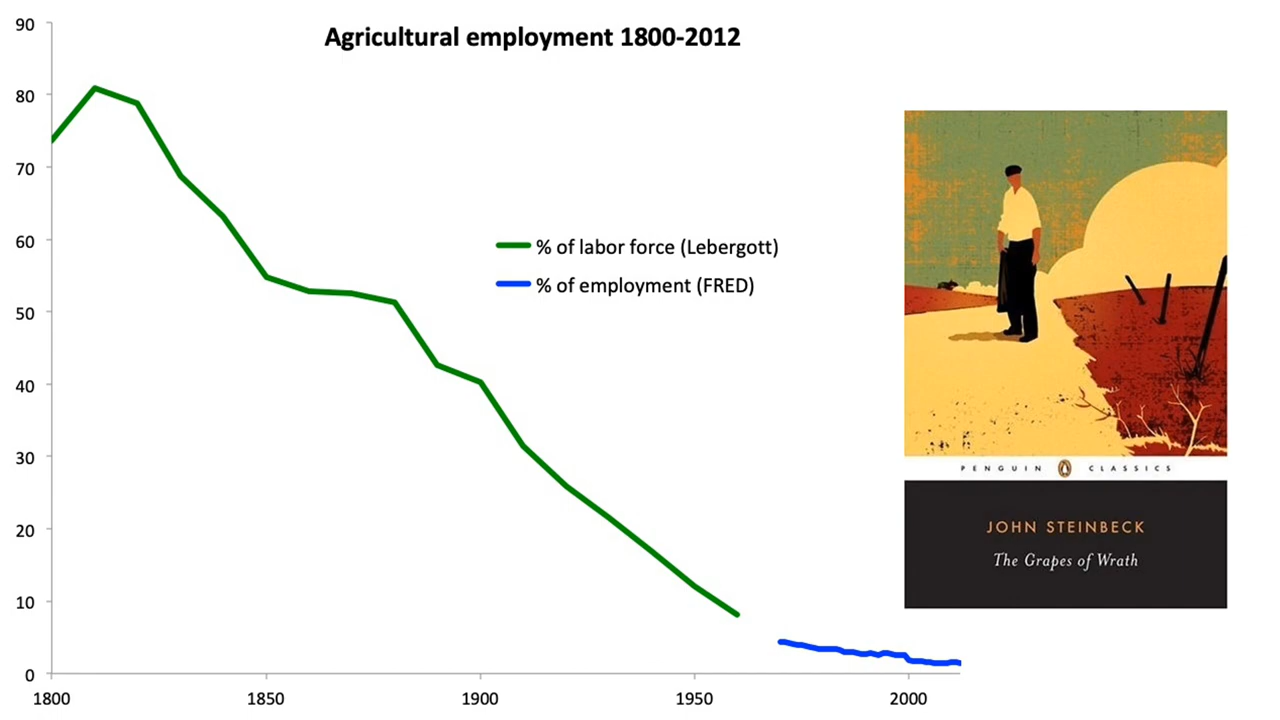 Agricultural employment 1800-2012
90
80
70
60
50
40
30
20
10
0
1800 1850 1900 1950 2000
% of labor force (Lebergott)
% of employment (FRED)
PENGUIN CLASSICS
JOHN STEINBECK
The Grapes of Wrath